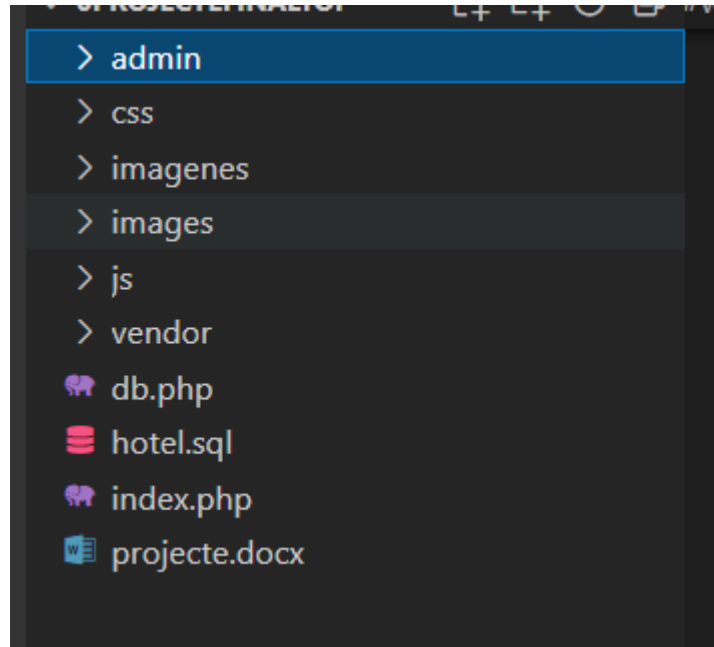 admin
css
imagenes
images
js
vendor
db.php
hotel.sql
index.php
projecte.docx